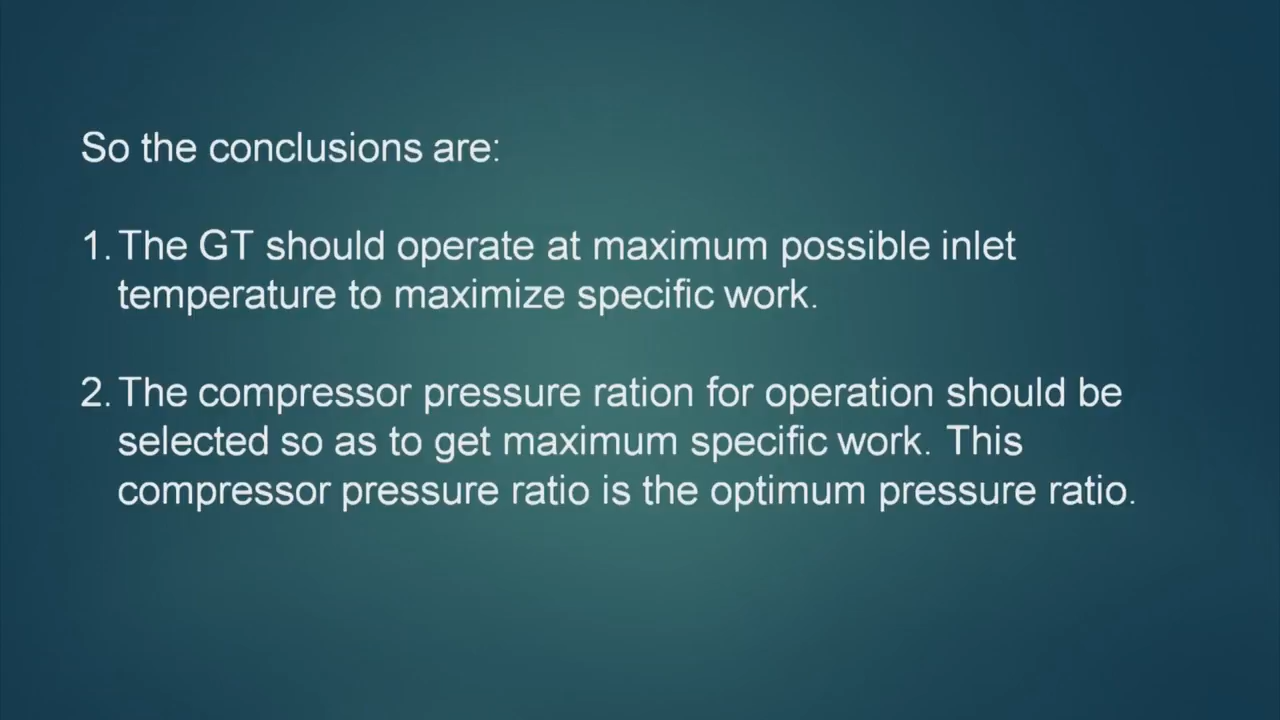 So the conclusions are:
1. The GT should operate at maximum possible inlet
temperature to maximize specific work.
2. The compressor pressure ration for operation should be
selected so as to get maximum specific work. This
compressor pressure ratio is the optimum pressure ratio.